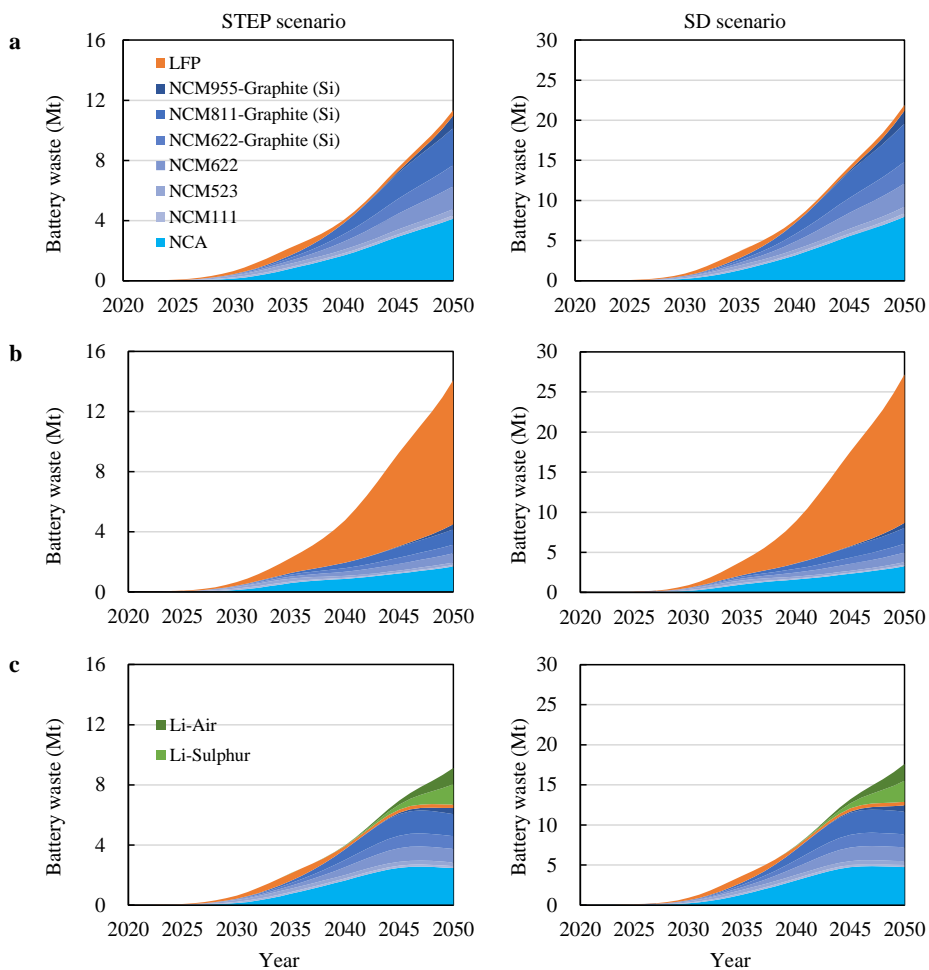 STEP scenario
SD scenario
a
Battery waste (Mt)
16
12
8
4
0
LFP
NCM955-Graphite (Si)
NCM811-Graphite (Si)
NCM622-Graphite (Si)
NCM622
NCM523
NCM111
NCA
2020 2025 2030 2035 2040 2045 2050
Battery waste (Mt)
30
25
20
15
10
5
0
2020 2025 2030 2035 2040 2045 2050
b
Battery waste (Mt)
16
12
8
4
0
2020 2025 2030 2035 2040 2045 2050
Battery waste (Mt)
30
25
20
15
10
5
0
2020 2025 2030 2035 2040 2045 2050
c
Battery waste (Mt)
16
12
8
4
0
Li-Air
Li-Sulphur
2020 2025 2030 2035 2040 2045 2050
Year
Battery waste (Mt)
30
25
20
15
10
5
0
2020 2025 2030 2035 2040 2045 2050
Year